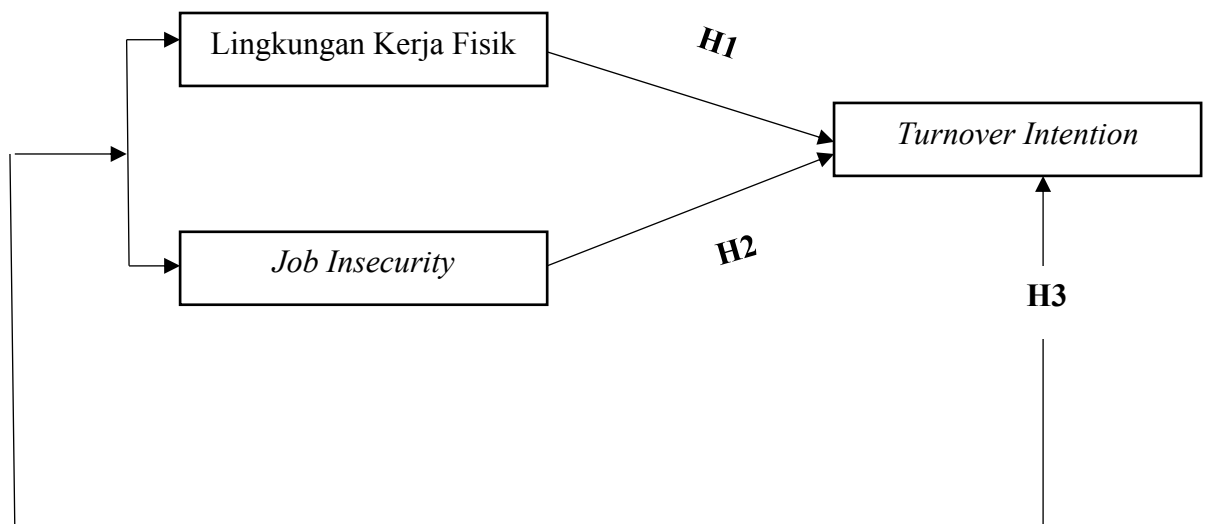 Lingkungan Kerja Fisik
H1
Turnover Intention
Job Insecurity
H2
H3